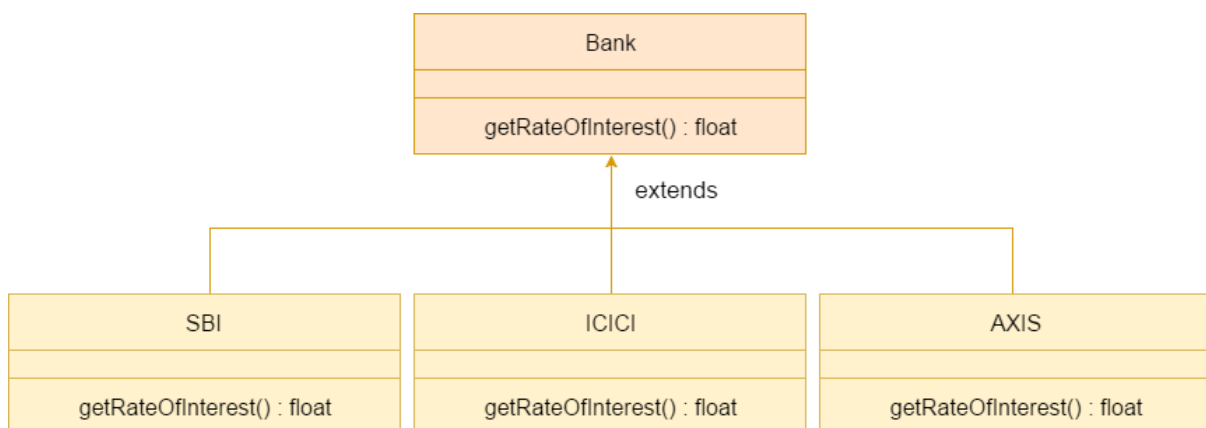 Bank
getRateOfInterest() : float
extends
SBI
ICICI
AXIS
getRateOfInterest() : float
getRateOfInterest() : float
getRateOfInterest() : float